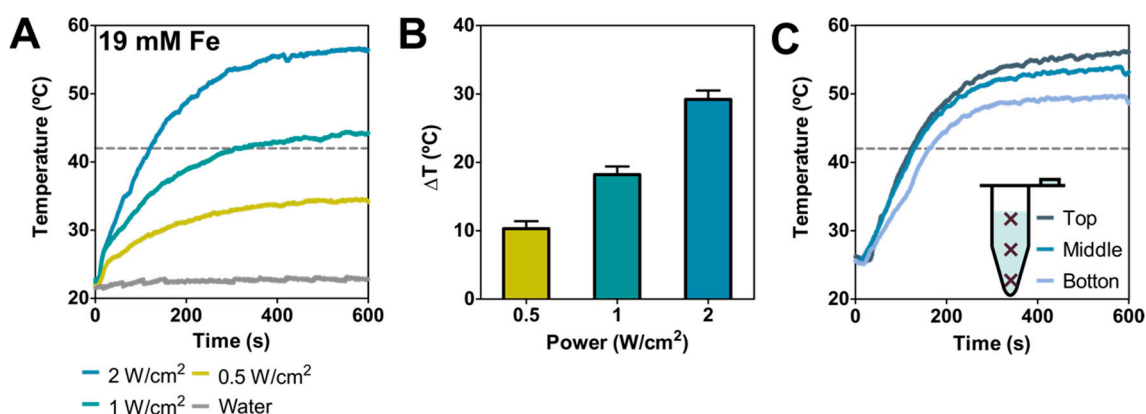 A
19 mM Fe
Temperature (ºC)
60
50
40
30
20
0
200
400
600
Time (s)
2 W/cm²
0.5 W/cm²
1 W/cm²
Water
B
ΔT (ºC)
40
30
20
10
0
0.5
1
2
Power (W/cm²)
C
Temperature (ºC)
60
50
40
30
20
0
200
400
600
Time (s)
Top
Middle
Botton